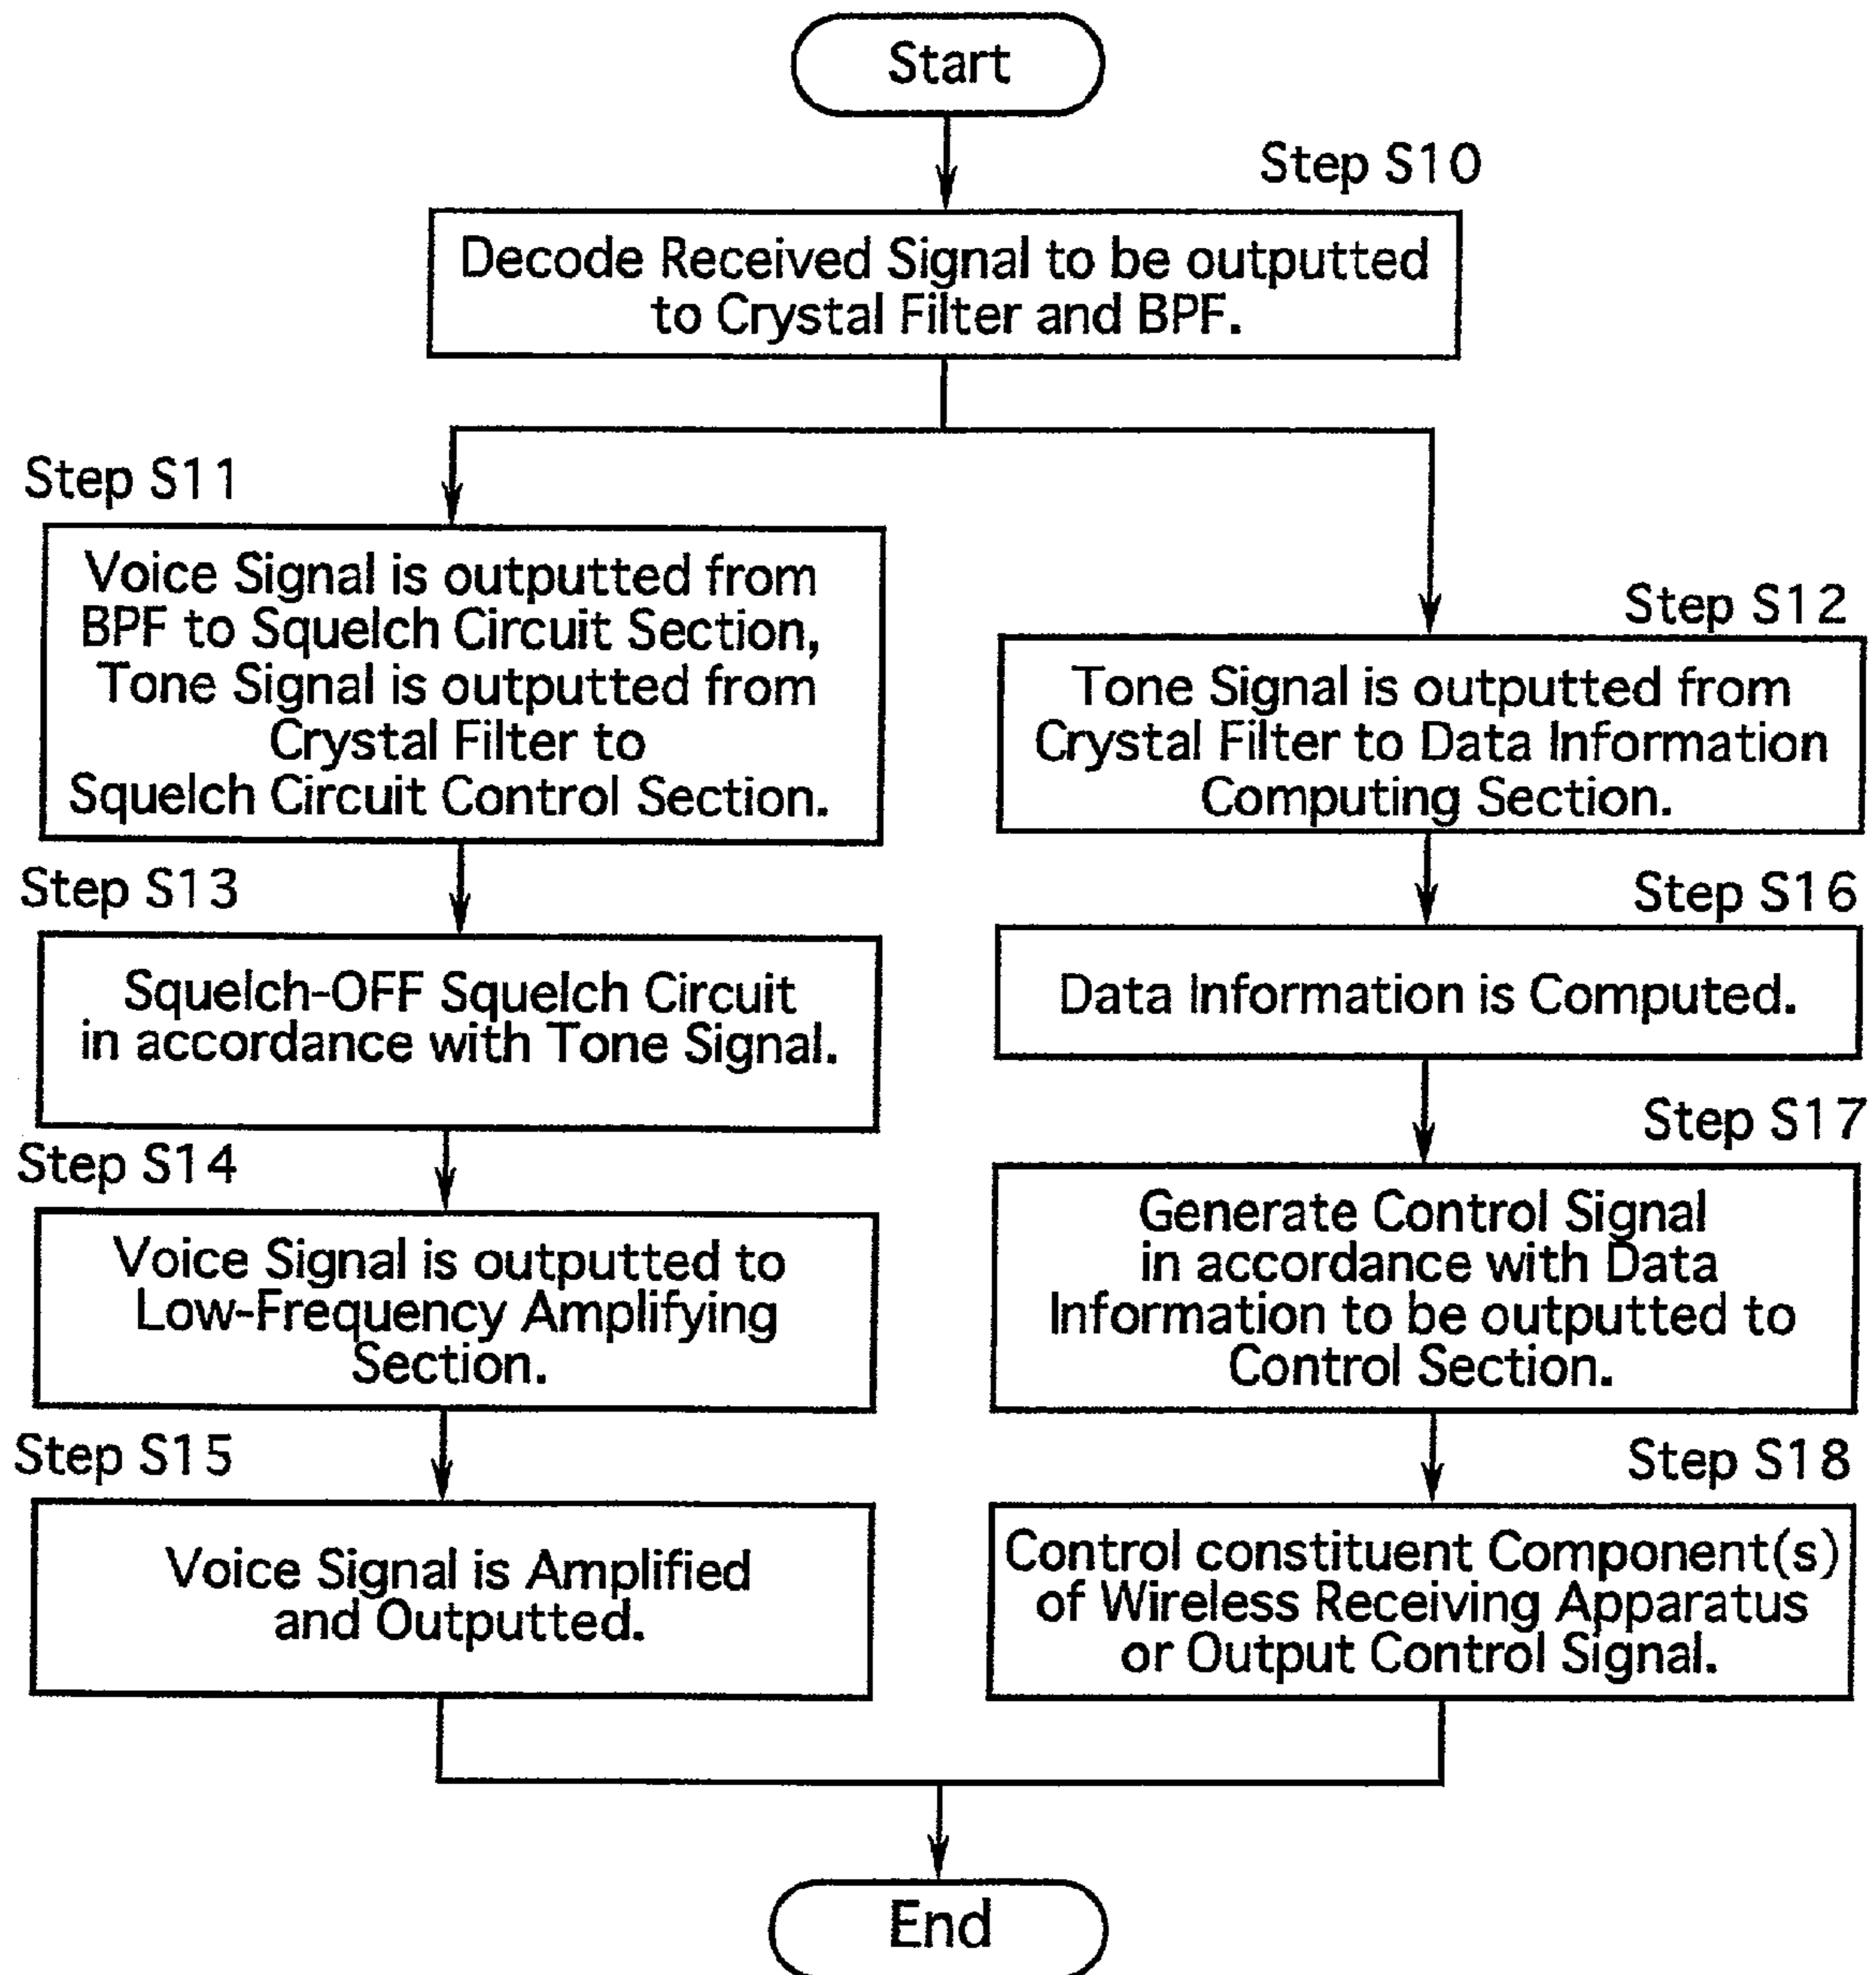 Start
Step S10
Decode Received Signal to be outputted
to Crystal Filter and BPF.
Step S11
Voice Signal is outputted from
BPF to Squelch Circuit Section,
Tone Signal is outputted from
Crystal Filter to
Squelch Circuit Control Section.
Step S12
Tone Signal is outputted from
Crystal Filter to Data Information
Computing Section.
Step S13
Squelch-OFF Squelch Circuit
in accordance with Tone Signal.
Step S16
Data Information is Computed.
Step S14
Voice Signal is outputted to
Low-Frequency Amplifying
Section.
Step S17
Generate Control Signal
in accordance with Data
Information to be outputted to
Control Section.
Step S15
Voice Signal is Amplified
and Outputted.
Step S18
Control constituent Component(s)
of Wireless Receiving Apparatus
or Output Control Signal.
End